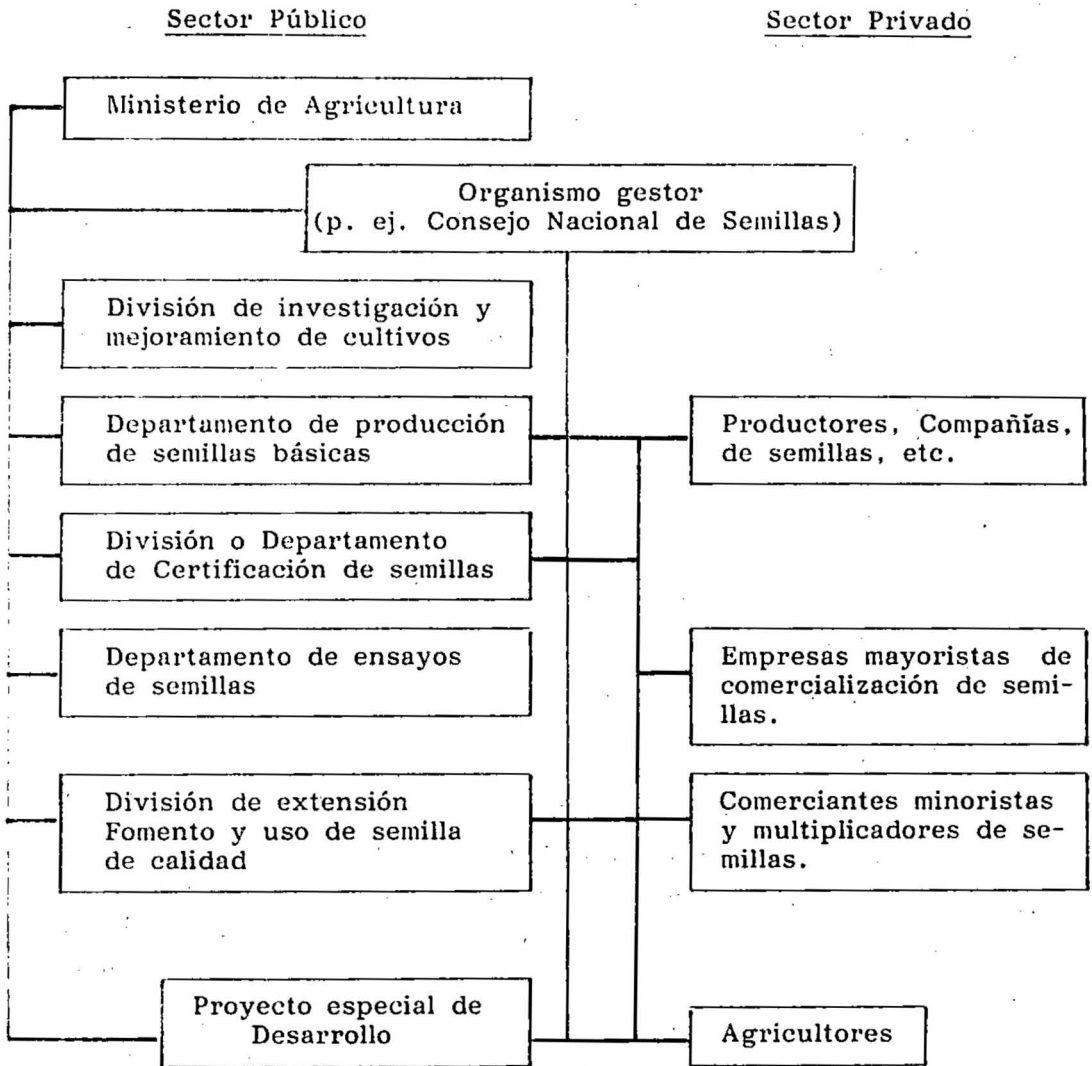 Sector Público
Sector Privado
Ministerio de Agricultura
Organismo gestor
(p. ej. Consejo Nacional de Semillas)
División de investigación y
mejoramiento de cultivos
Departamento de producción
de semillas básicas
Productores, Compañías,
de semillas, etc.
División o Departamento
de Certificación de semillas
Departamento de ensayos
de semillas
Empresas mayoristas de
comercialización de semi-
llas.
División de extensión
Fomento y uso de semilla
de calidad
Comerciantes minoristas
y multiplicadores de se-
millas.
Proyecto especial de
Desarrollo
Agricultores